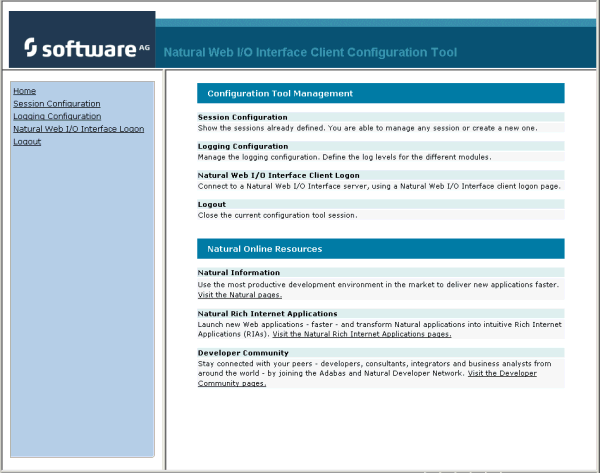 software AG
Natural Web I/O Interface Client Configuration Tool
Home
Session Configuration
Logging Configuration
Natural Web I/O Interface Logon
Logout
Configuration Tool Management
Session Configuration
Show the sessions already defined. You are able to manage any session or create a new one.
Logging Configuration
Manage the logging configuration. Define the log levels for the different modules.
Natural Web I/O Interface Client Logon
Connect to a Natural Web I/O Interface server, using a Natural Web I/O Interface client logon page.
Logout
Close the current configuration tool session.
Natural Online Resources
Natural Information
Use the most productive development environment in the market to deliver new applications faster.
Visit the Natural pages.
Natural Rich Internet Applications
Launch new Web applications - faster - and transform Natural applications into intuitive Rich Internet
Applications (RIAs). Visit the Natural Rich Internet Applications pages.
Developer Community
Stay connected with your peers - developers, consultants, integrators and business analysts from
around the world - by joining the Adabas and Natural Developer Network. Visit the Developer
Community pages.